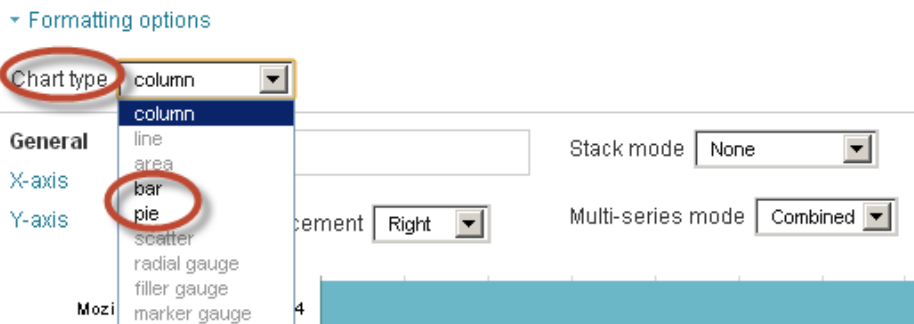 Formatting options
Chart type column
column
line
area
bar
pie
scatter
radial gauge
filler gauge
marker gauge
General
X-axis
Y-axis
Stack mode None
cement Right
Multi-series mode Combined
Mozi
4